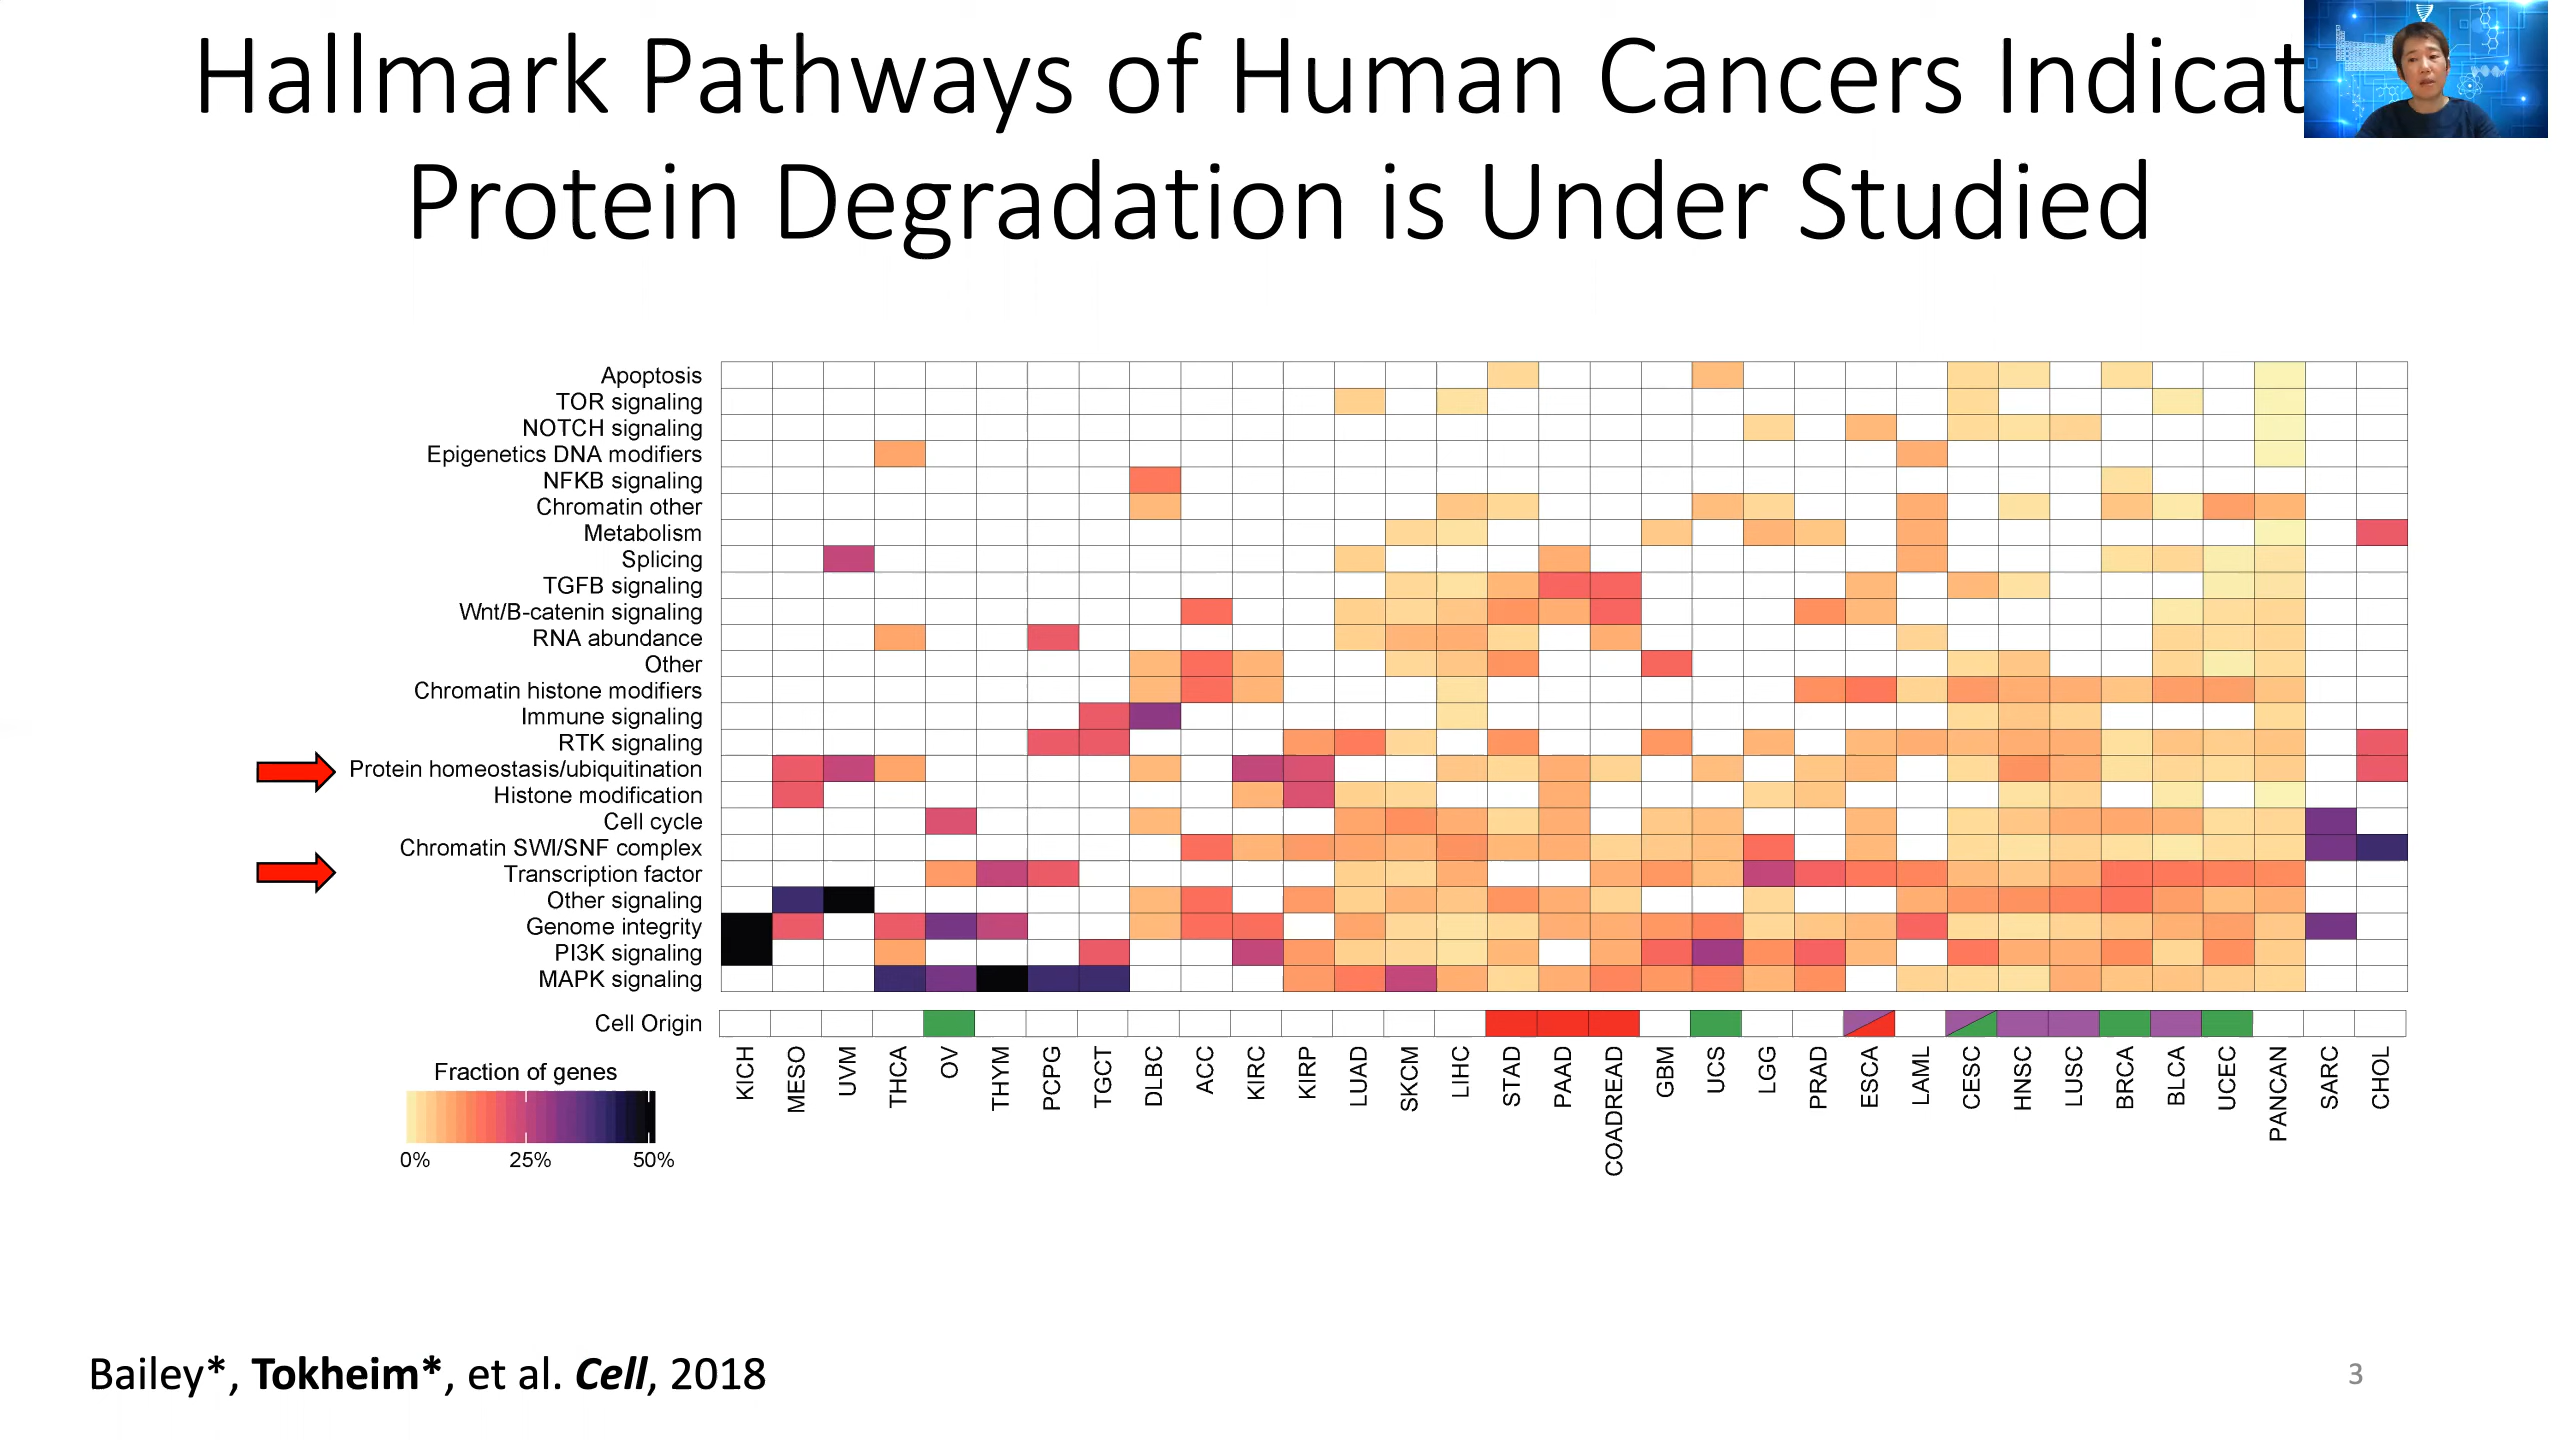 Hallmark Pathways of Human Cancers Indicat
Protein Degradation is Under Studied
Apoptosis
TOR signaling
NOTCH signaling
Epigenetics DNA modifiers
NFKB signaling
Chromatin other
Metabolism
Splicing
TGFB signaling
Wnt/B-catenin signaling
RNA abundance
Other
Chromatin histone modifiers
Immune signaling
RTK signaling
Protein homeostasis/ubiquitination
Histone modification
Cell cycle
Chromatin SWI/SNF complex
Transcription factor
Other signaling
Genome integrity
PI3K signaling
MAPK signaling
Cell Origin
KICH MESO UVM THCA OV THYM PCPG TGCT DLBC ACC KIRC KIRP LUAD SKCM LIHC STAD PAAD COADREAD GBM UCS LGG PRAD ESCA LAML CESC HNSC LUSC BRCA BLCA UCEC PANCAN SARC CHOL
Fraction of genes
0% 25% 50%
Bailey*, Tokheim*, et al. Cell, 2018
3